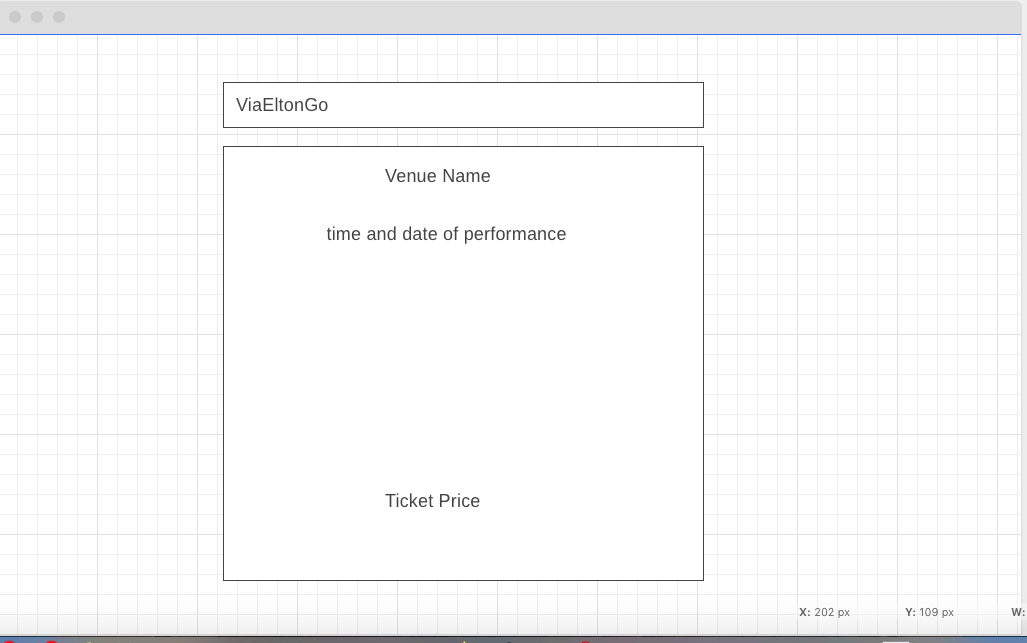 ViaEltonGo
Venue Name
time and date of performance
Ticket Price
X: 202 px Y: 109 px W: